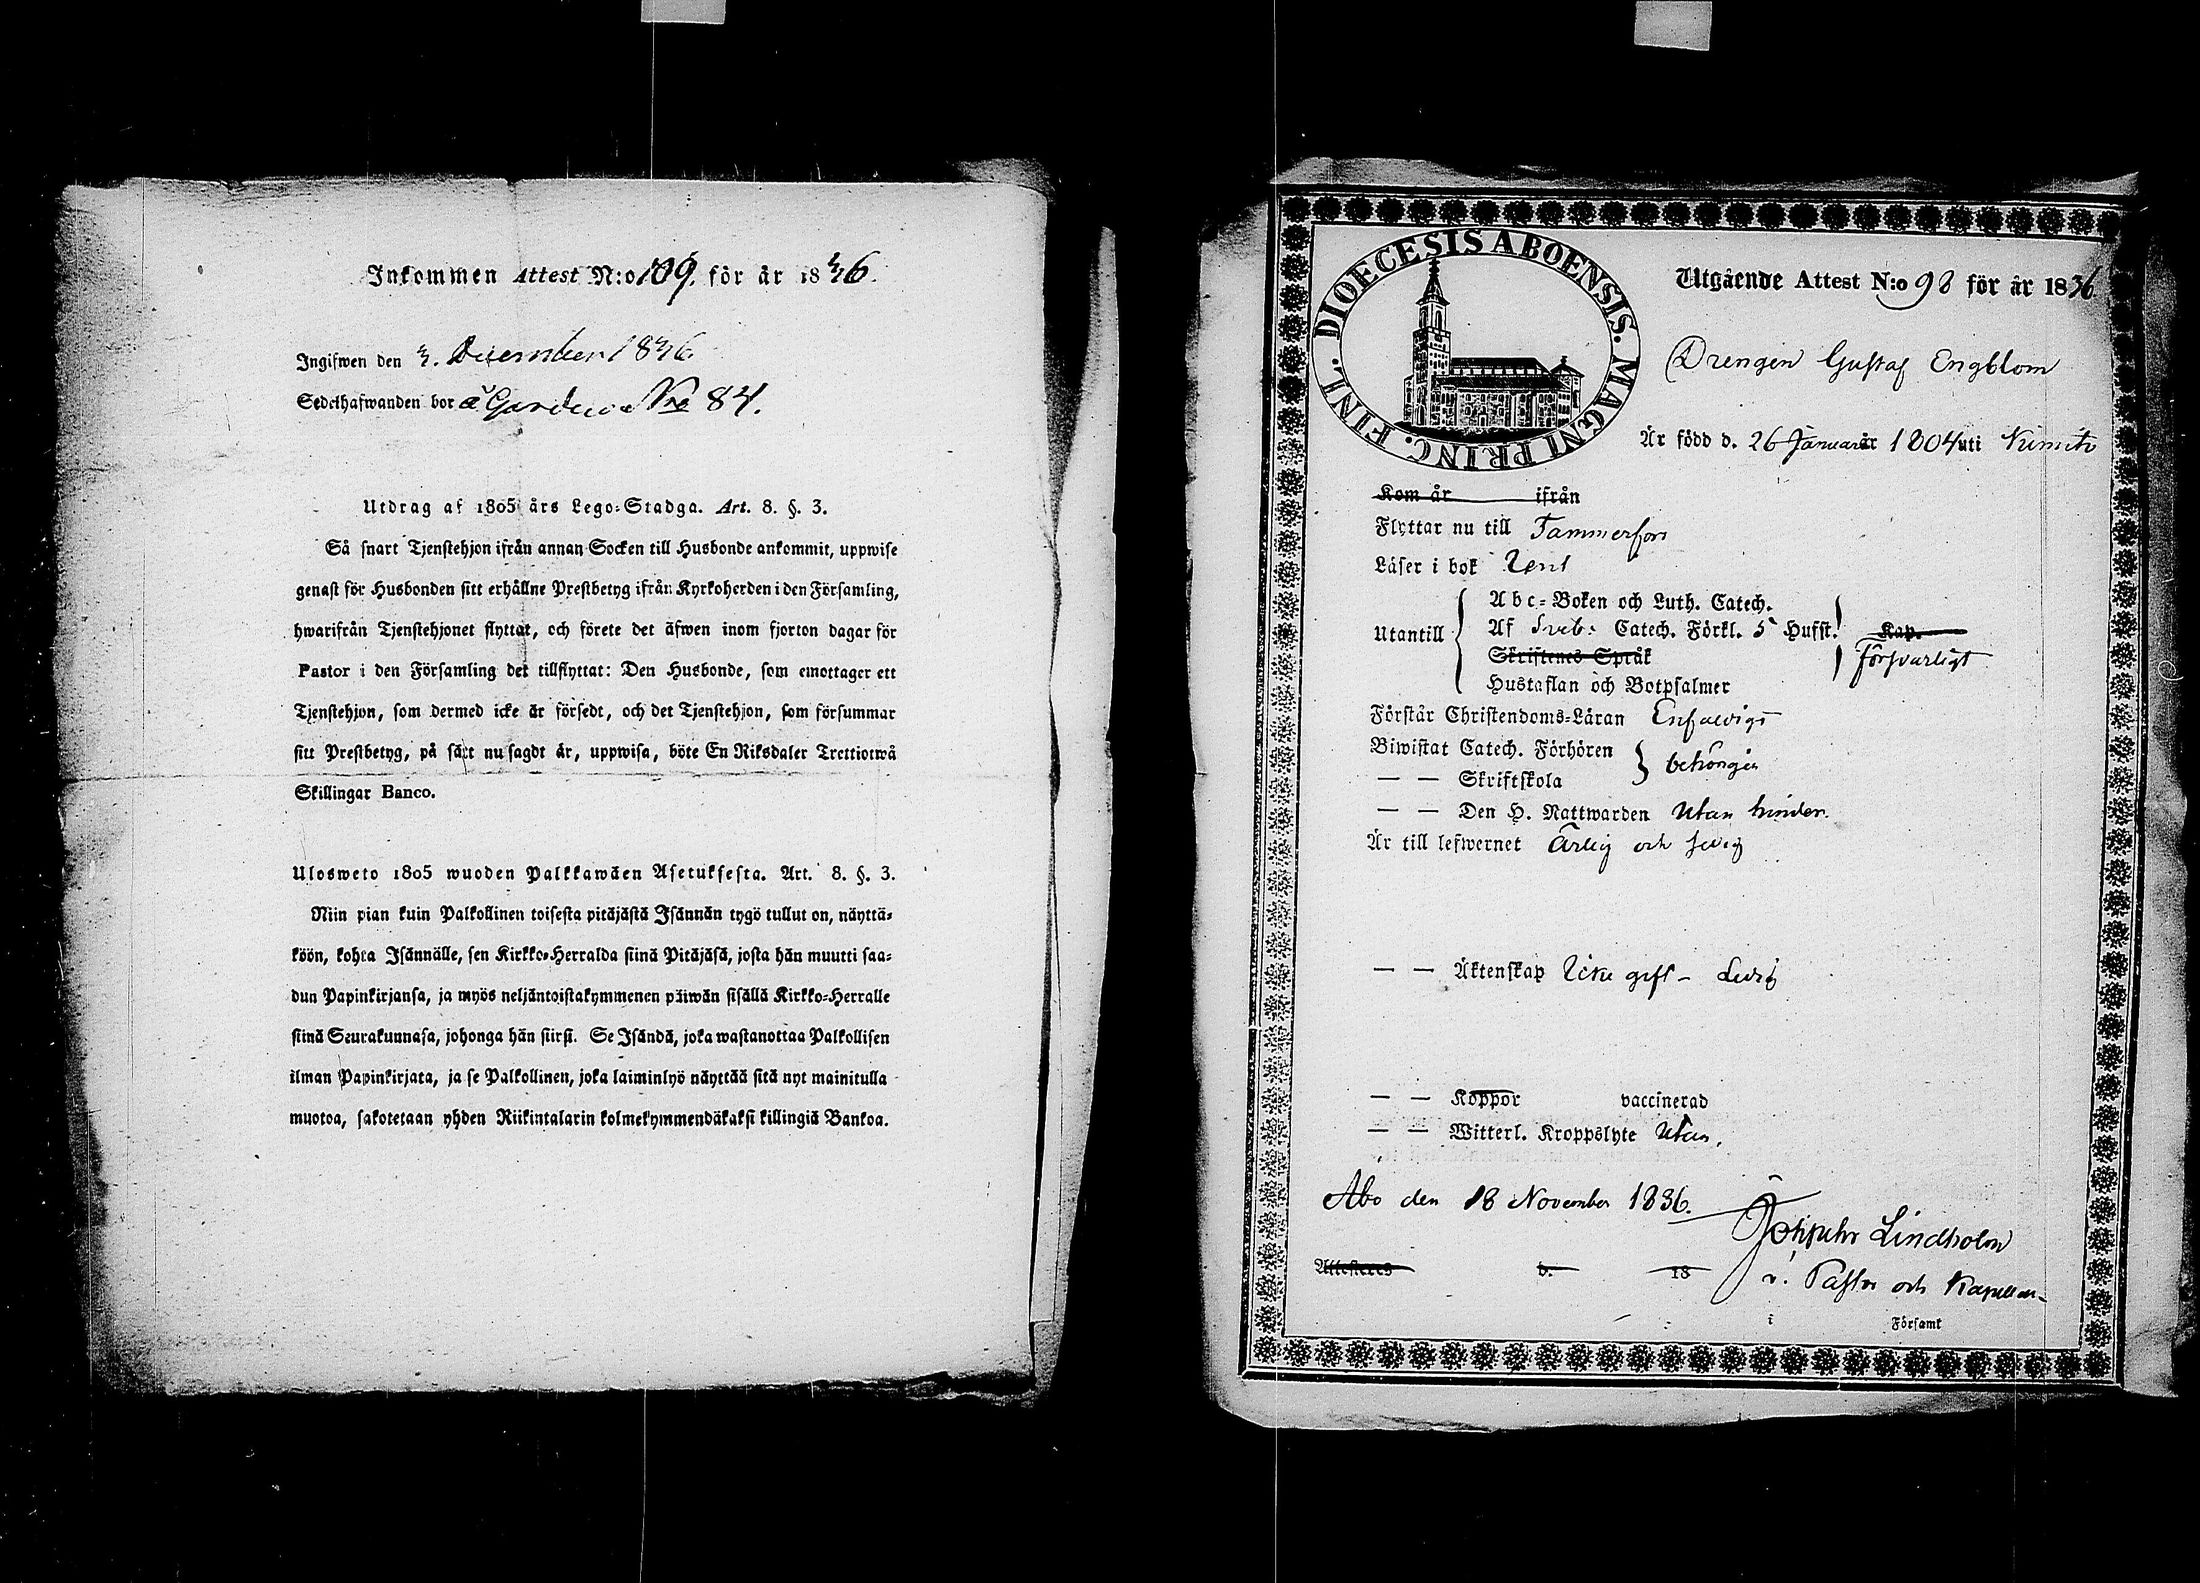 Inkommen Attest N:o 109. för år 1836.
Ingifwen den 3. December 1836
Sedelhafwanden bor å Gården Nro 84.
Utdrag af 1805 års Lego-Stadga. Art. 8. §. 3.
Så snart Tjenstehjon ifrån annan Socken till Husbonde ankommit, uppwise
genast för Husbonden sitt erhållne Prestbetyg ifrån Kyrkoherden i den Församling,
hwarifrån Tjenstehjonet flyttat, och förete det äfwen inom fjorton dagar för
Pastor i den Församling det tillflyttat: Den Husbonde, som emottager ett
Tjenstehjon, som dermed icke är försedt, och det Tjenstehjon, som försummar
sitt Prestbetyg, på sätt nu sagdt är, uppwisa, böte En Riksdaler Trettiotwå
Skillingar Banco.
Ulosweto 1805 wuoden Palkkawäen Asetuksesta. Art. 8. §. 3.
Niin pian kuin Palkollinen toisesta pitäjästä Isännän tygö tullut on, näyttä-
köön, kohta Isännälle, sen Kirkko-Herralda siinä Pitäjäsä, josta hän muutti saa-
dun Papinkirjansa, ja myös neljäntoistakymmenen päiwän sisällä Kirkko-Herralle
siinä Seurakunnasa, johonga hän siirsi. Se Isändä, joka wastanottaa Palkollisen
ilman Papinkirjata, ja se Palkollinen, joka laiminlyö näyttää sitä nyt mainitulla
muotoa, sakotetaan yhden Riikintalarin kolmekymmendäkaksi killingiä Bankoa.
DIOECESIS ABOENSIS. MAGNI PRINC. FINL.
Utgående Attest N:o 98 för år 1836.
Drengen Gustaf Engblom
Är född d. 26 Januari år 1804 uti Kimito
Kom år ifrån
Flyttar nu till Tammerfors
Läser i bok Rent
Utantill
Abc-Boken och Luth. Catech.
Af Sveb: Catech. Förkl. 5 Hufst. Kap.
Skriftenes Språk
försvarligt
Hustaflan och Botpsalmer
Förstår Christendoms-Läran Enfaldigt
Biwistat Catech. Förhören
behörigen
— — Skriftskola
— — Den H. Nattwarden Utan hinder.
Är till lefwernet Ärlig och sedig
— — Äktenskap Icke gift – Ledig
— — Koppor vaccinerad
— — Witterl. Kroppslyte Utan.
Åbo den 18 November 1836.
Lindholm
Attesteres d. 18
v. Pastor och Kapellan
i Församl